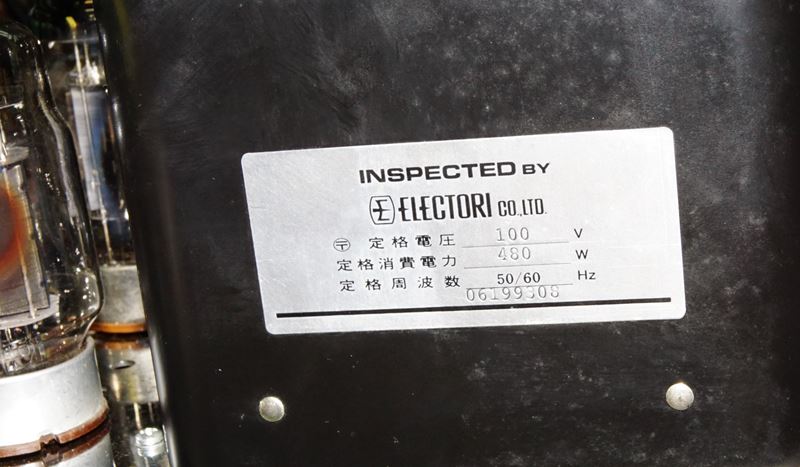 INSPECTED BY
E ELECTORI CO.,LTD.
〶 定格電圧 100 V
定格消費電力 480 W
定格周波数 50/60 Hz
06199308